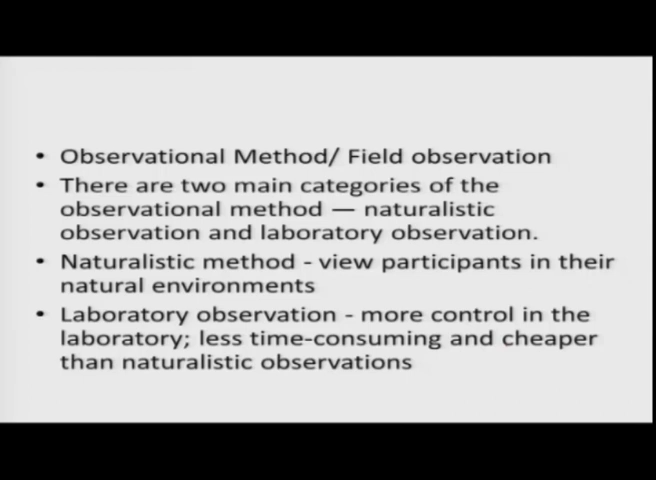 • Observational Method/ Field observation
• There are two main categories of the
observational method — naturalistic
observation and laboratory observation.
• Naturalistic method - view participants in their
natural environments
• Laboratory observation - more control in the
laboratory; less time-consuming and cheaper
than naturalistic observations